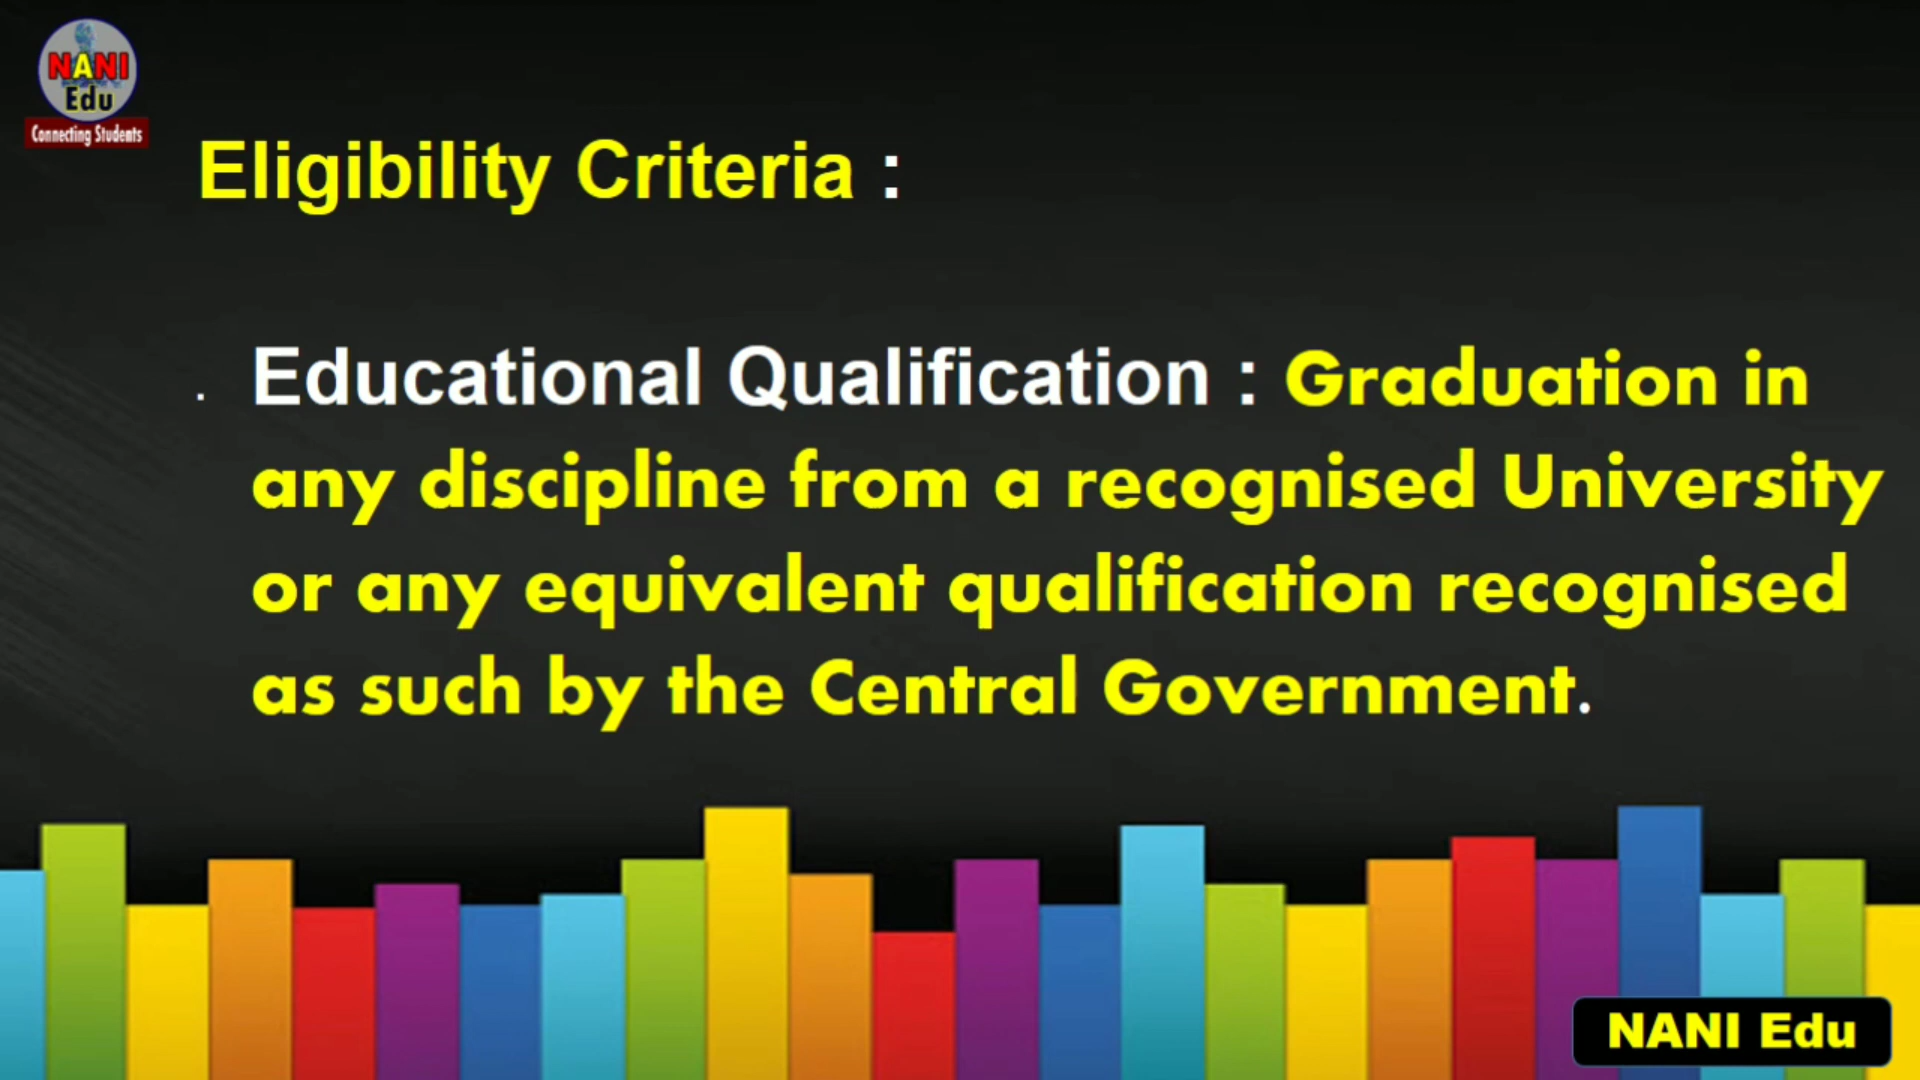 NANI
Edu
Connecting Students
Eligibility Criteria :
. Educational Qualification : Graduation in
any discipline from a recognised University
or any equivalent qualification recognised
as such by the Central Government.
NANI Edu